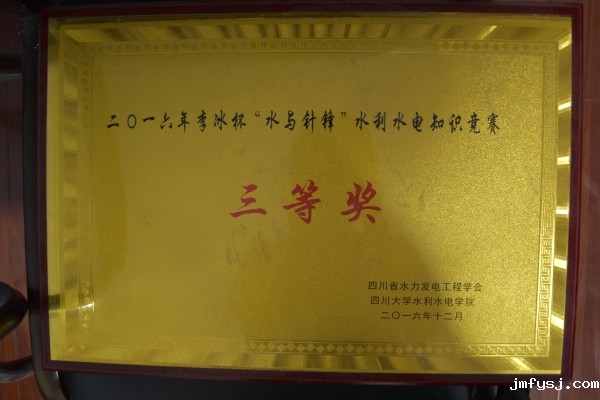 二〇一六年李冰杯“水与针锋”水利水电知识竞赛
三等奖
四川省水力发电工程学会
四川大学水利水电学院
二〇一六年十二月
jmfysj.com